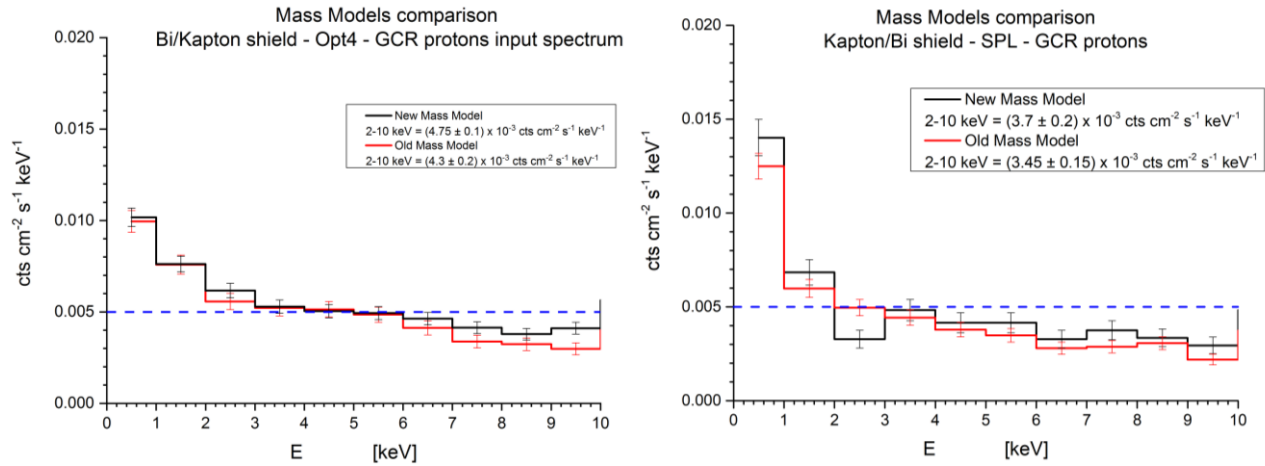 Mass Models comparison
Bi/Kapton shield - Opt4 - GCR protons input spectrum
0.020
0.015
0.010
0.005
0.000
cts cm-2 s-1 keV-1
New Mass Model
2-10 keV = (4.75 ± 0.1) x 10-3 cts cm-2 s-1 keV-1
Old Mass Model
2-10 keV = (4.3 ± 0.2) x 10-3 cts cm-2 s-1 keV-1
0 1 2 3 4 5 6 7 8 9 10
E [keV]
Mass Models comparison
Kapton/Bi shield - SPL - GCR protons
0.020
0.015
0.010
0.005
0.000
cts cm-2 s-1 keV-1
New Mass Model
2-10 keV = (3.7 ± 0.2) x 10-3 cts cm-2 s-1 keV-1
Old Mass Model
2-10 keV = (3.45 ± 0.15) x 10-3 cts cm-2 s-1 keV-1
0 1 2 3 4 5 6 7 8 9 10
E [keV]